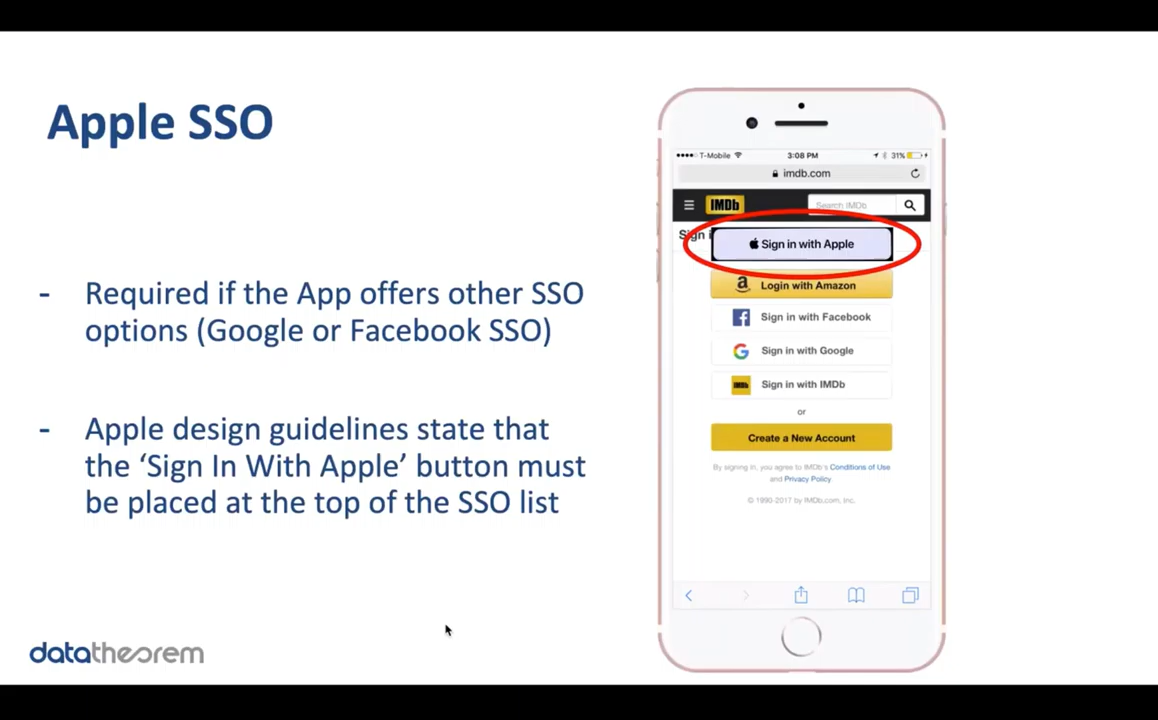 Apple SSO
- Required if the App offers other SSO
options (Google or Facebook SSO)
- Apple design guidelines state that
the ‘Sign In With Apple’ button must
be placed at the top of the SSO list
datatheorem
T-Mobile
3:08 PM
31%
imdb.com
IMDb
Search IMDb
Sign i
Sign in with Apple
a Login with Amazon
f Sign in with Facebook
G Sign in with Google
IMDb Sign in with IMDb
or
Create a New Account
By signing in, you agree to IMDb's Conditions of Use
and Privacy Policy.
© 1990-2017 by IMDb.com, Inc.